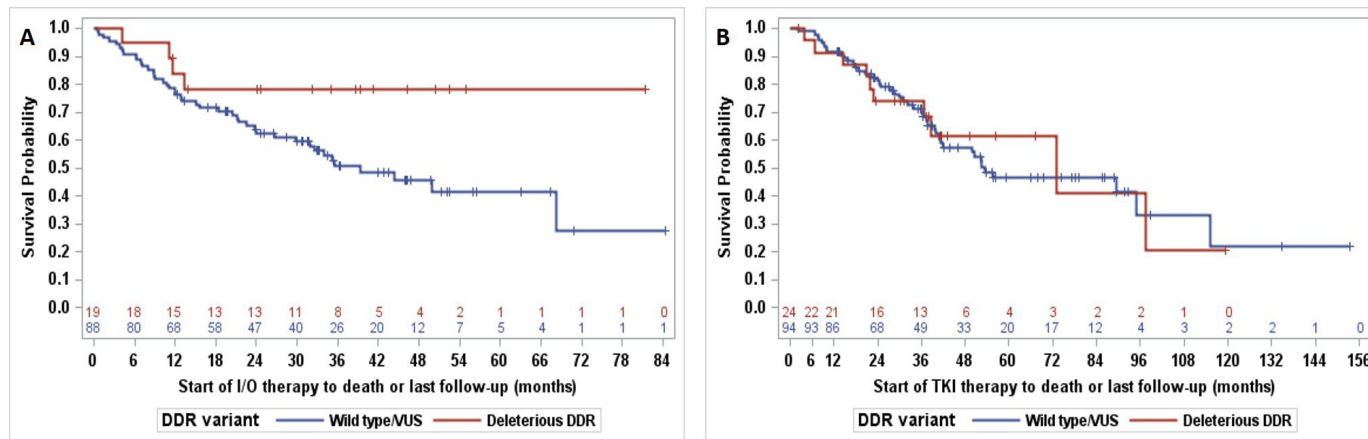 A
Survival Probability
1.0
0.9
0.8
0.7
0.6
0.5
0.4
0.3
0.2
0.1
0.0
19 18 15 13 13 11 8 5 4 2 1 1 1 1 0
88 80 68 58 47 40 26 20 12 7 5 4 1 1 1
0 6 12 18 24 30 36 42 48 54 60 66 72 78 84
Start of I/O therapy to death or last follow-up (months)
DDR variant Wild type/VUS Deleterious DDR
B
Survival Probability
1.0
0.9
0.8
0.7
0.6
0.5
0.4
0.3
0.2
0.1
0.0
24 22 21 16 13 6 4 3 2 2 1 0
94 93 86 68 49 33 20 17 12 4 3 2 2 1 0
0 6 12 24 36 48 60 72 84 96 108 120 132 144 156
Start of TKI therapy to death or last follow-up (months)
DDR variant Wild type/VUS Deleterious DDR